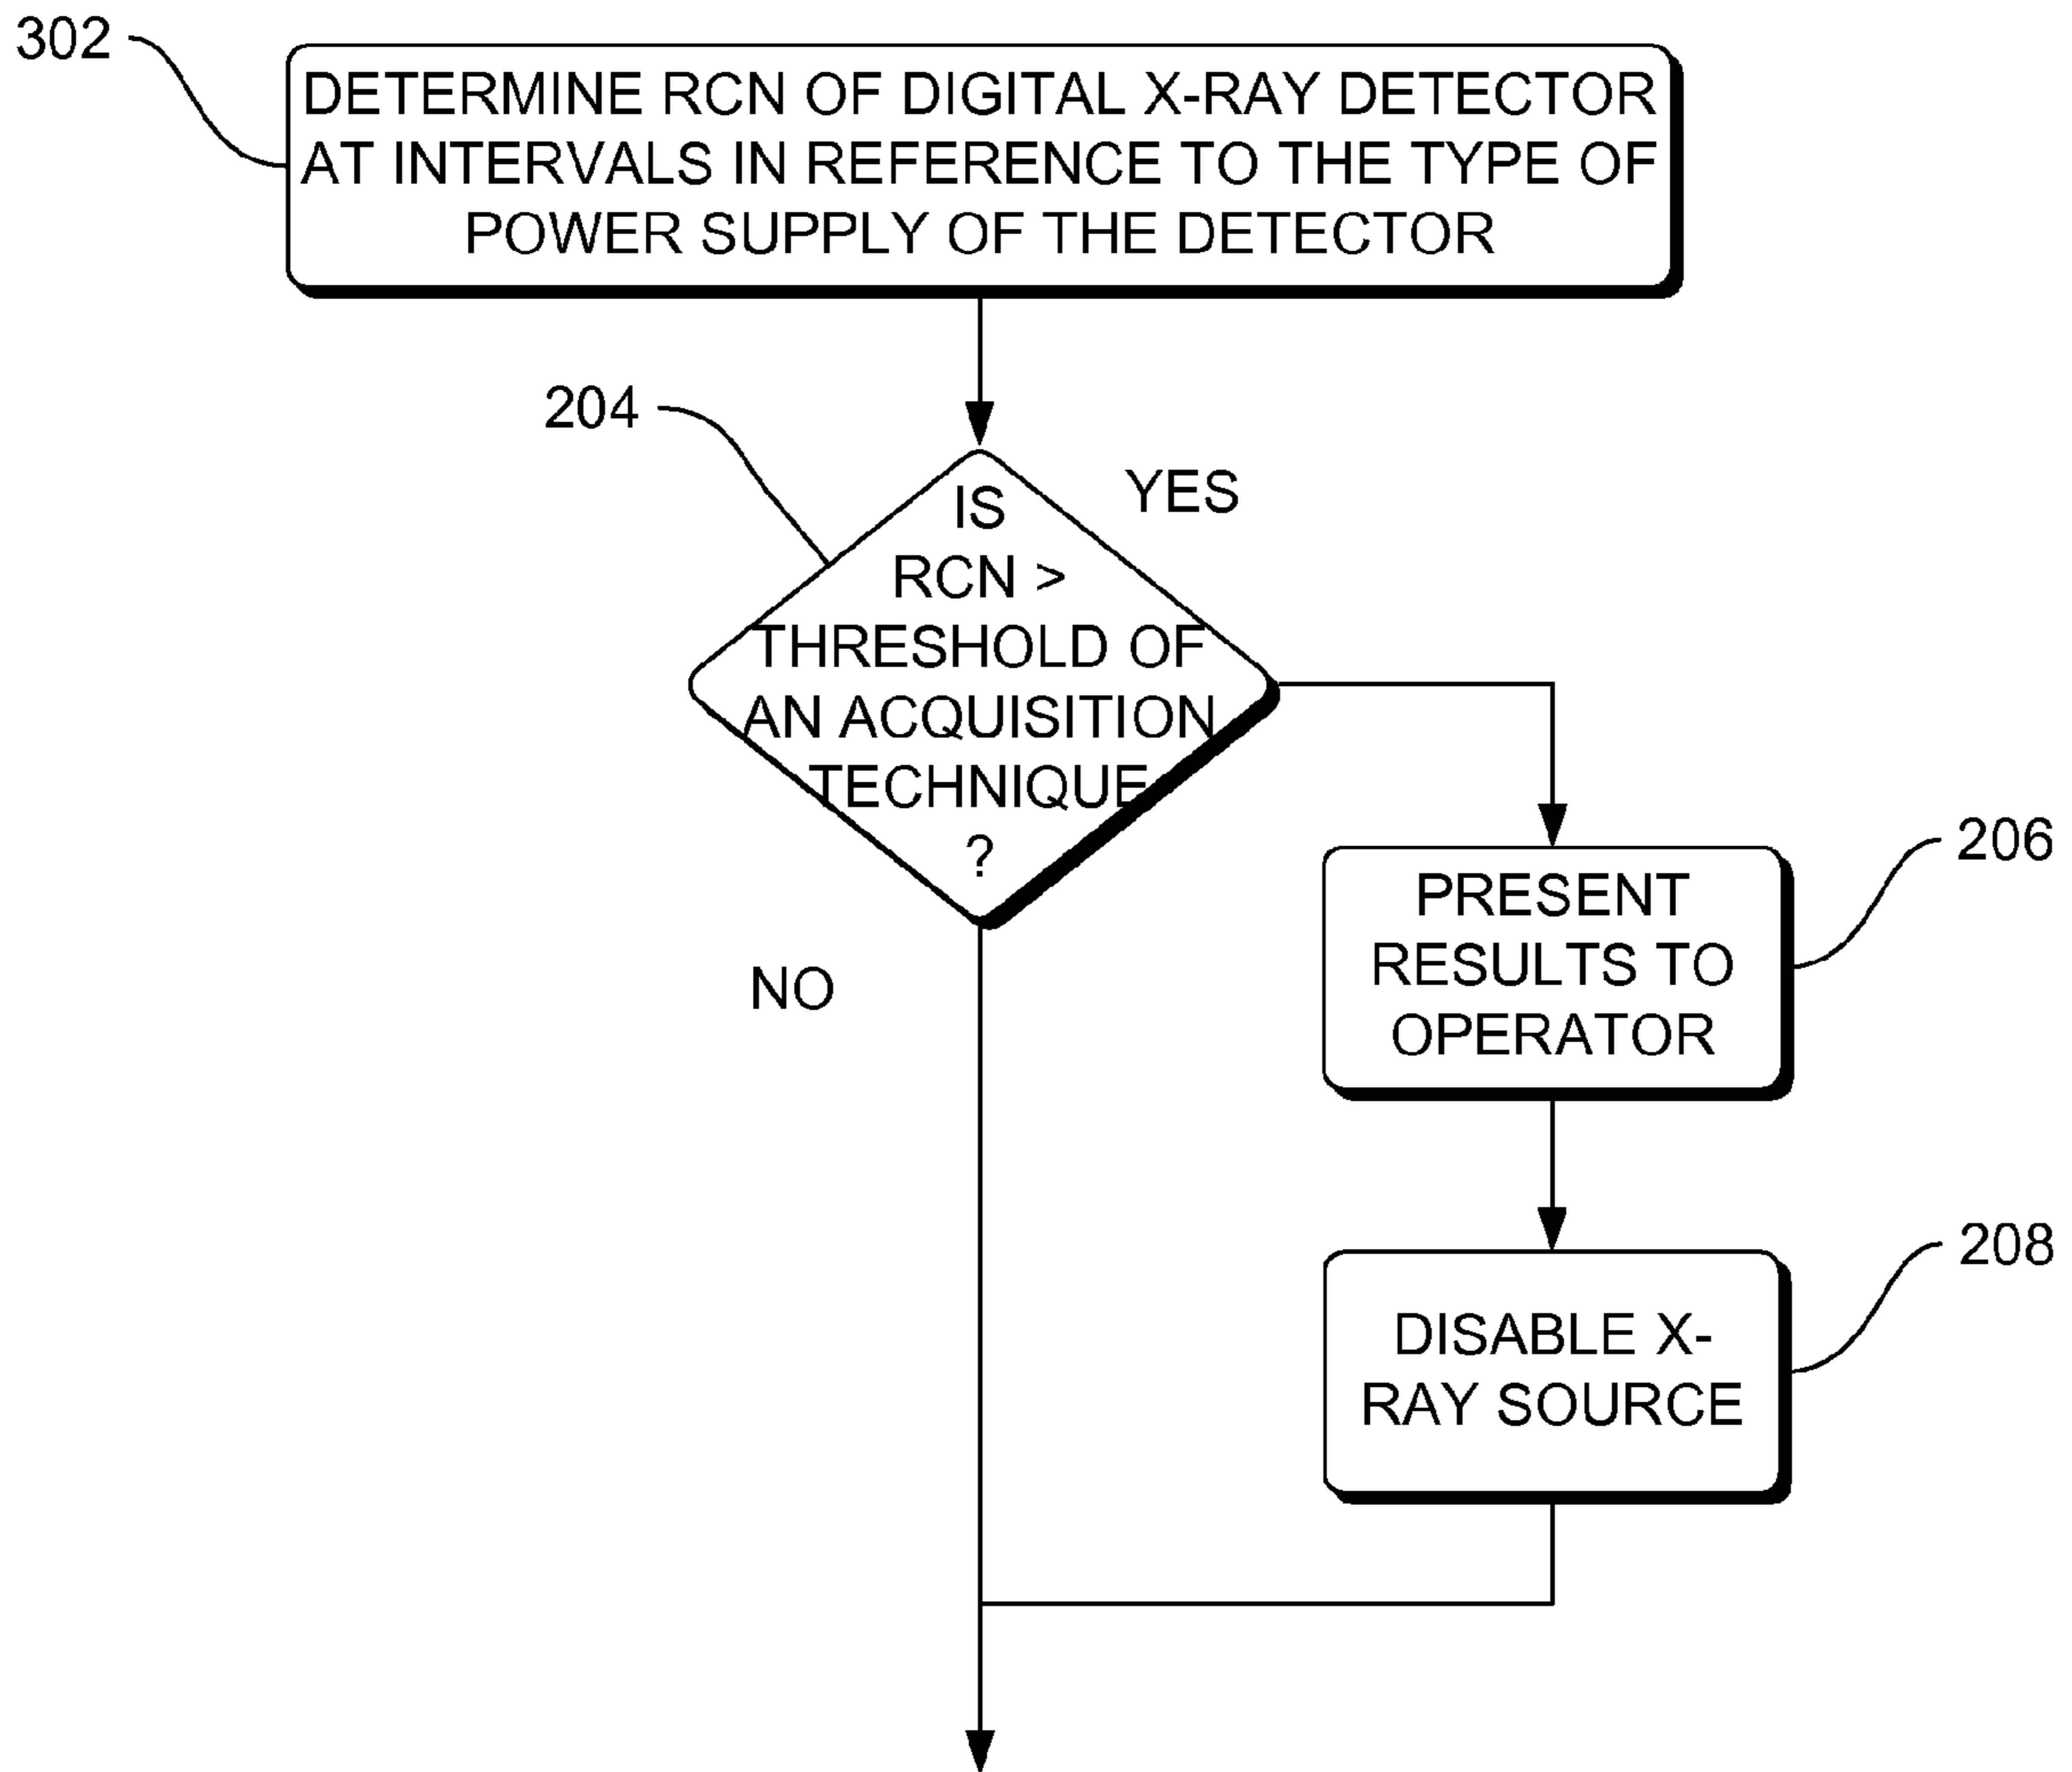 302
DETERMINE RCN OF DIGITAL X-RAY DETECTOR
AT INTERVALS IN REFERENCE TO THE TYPE OF
POWER SUPPLY OF THE DETECTOR
204
YES
IS
RCN >
THRESHOLD OF
AN ACQUISITION
TECHNIQUE
?
NO
206
PRESENT
RESULTS TO
OPERATOR
208
DISABLE X-
RAY SOURCE